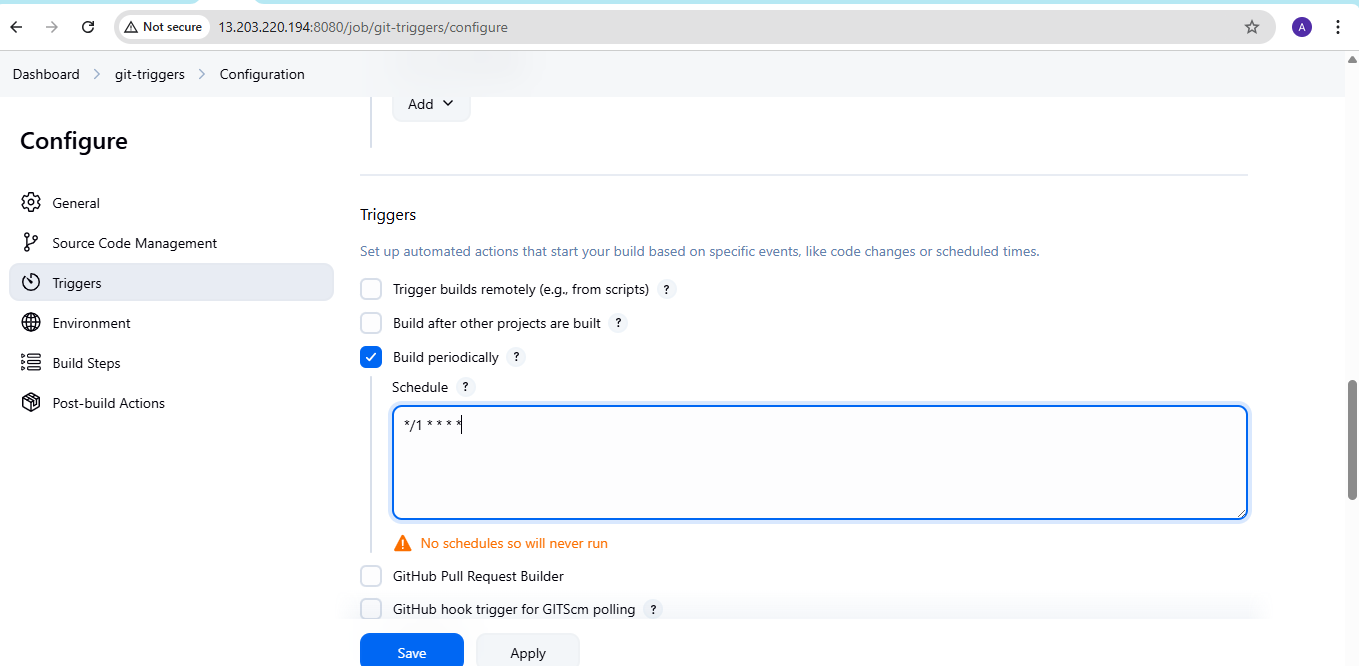 Not secure 13.203.220.194:8080/job/git-triggers/configure A
Dashboard git-triggers Configuration
Add
Configure
General
Source Code Management
Triggers
Environment
Build Steps
Post-build Actions
Triggers
Set up automated actions that start your build based on specific events, like code changes or scheduled times.
Trigger builds remotely (e.g., from scripts) ?
Build after other projects are built ?
Build periodically ?
Schedule ?
*/1 * * * *
No schedules so will never run
GitHub Pull Request Builder
GitHub hook trigger for GITScm polling ?
Save Apply